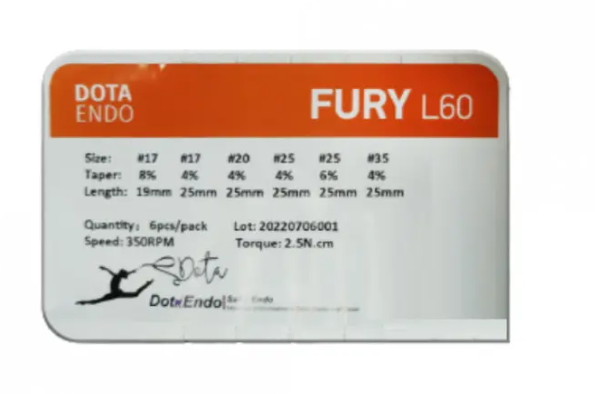 DOTA
ENDO
FURY L60
Size: #17 #17 #20 #25 #25 #35
Taper: 8% 4% 4% 4% 6% 4%
Length: 19mm 25mm 25mm 25mm 25mm 25mm
Quantity: 6pcs/pack Lot: 20220706001
Speed: 350RPM Torque: 2.5N.cm
Dota
Endo